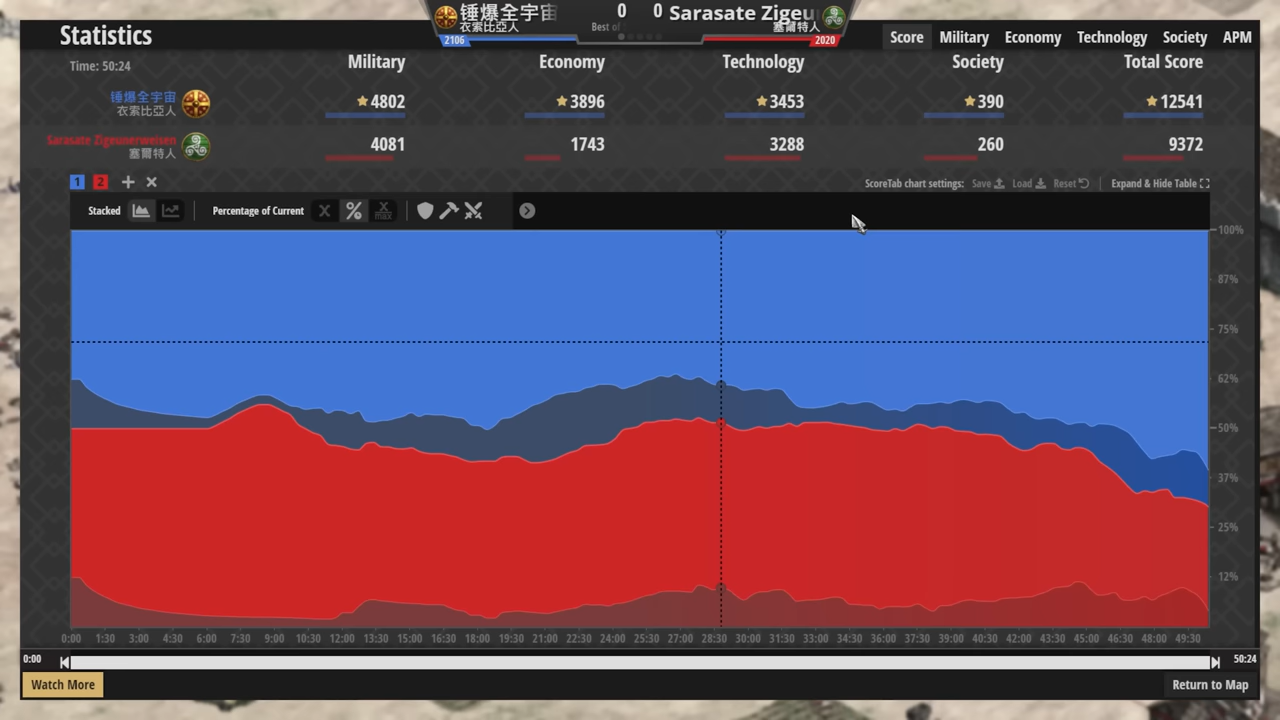 锤爆全宇宙 0 0 Sarasate Zigeu
衣索比亞人 Best of 塞爾特人
2106 2020
Statistics
Score Military Economy Technology Society APM
Time: 50:24 Military Economy Technology Society Total Score
锤爆全宇宙
衣索比亞人
4802 3896 3453 390 12541
Sarasate Zigeunerweisen
塞爾特人
4081 1743 3288 260 9372
1 2
ScoreTab chart settings: Save Load Reset Expand & Hide Table
Stacked Percentage of Current X % X max
100%
87%
75%
62%
50%
37%
25%
12%
0:00 1:30 3:00 4:30 6:00 7:30 9:00 10:30 12:00 13:30 15:00 16:30 18:00 19:30 21:00 22:30 24:00 25:30 27:00 28:30 30:00 31:30 33:00 34:30 36:00 37:30 39:00 40:30 42:00 43:30 45:00 46:30 48:00 49:30
0:00 50:24
Watch More Return to Map